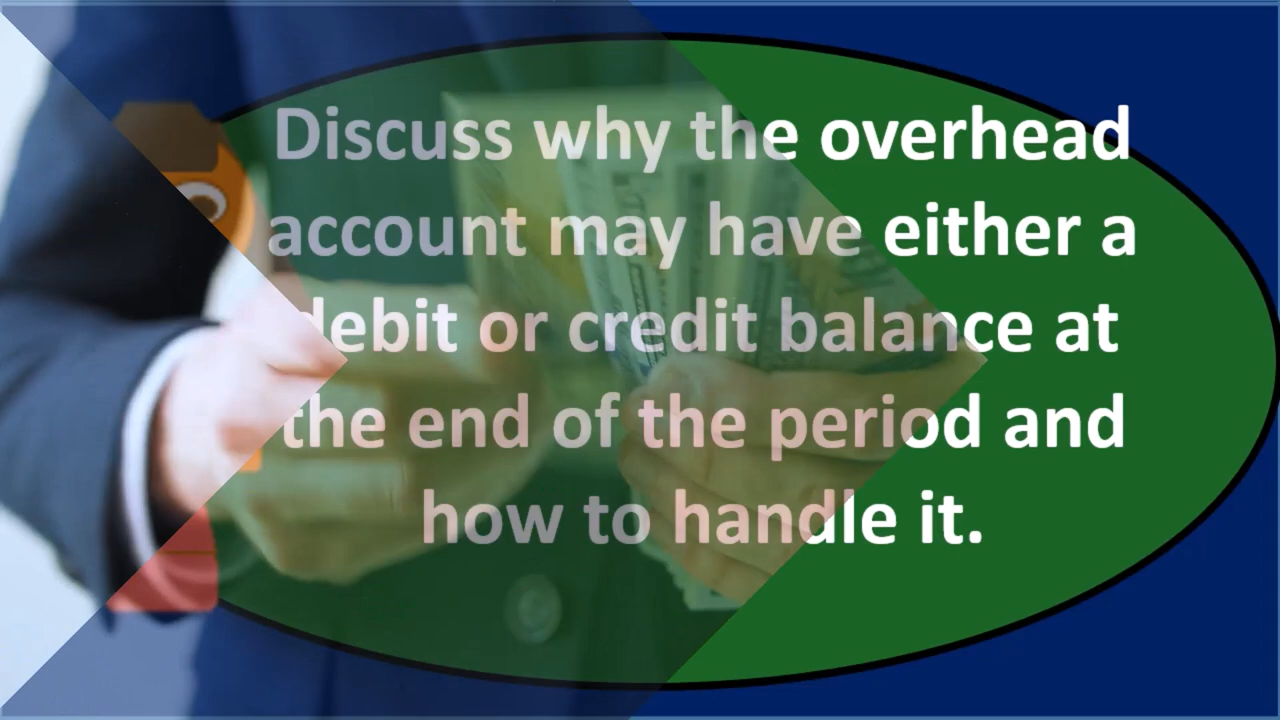 Discuss why the overhead
account may have either a
debit or credit balance at
the end of the period and
how to handle it.